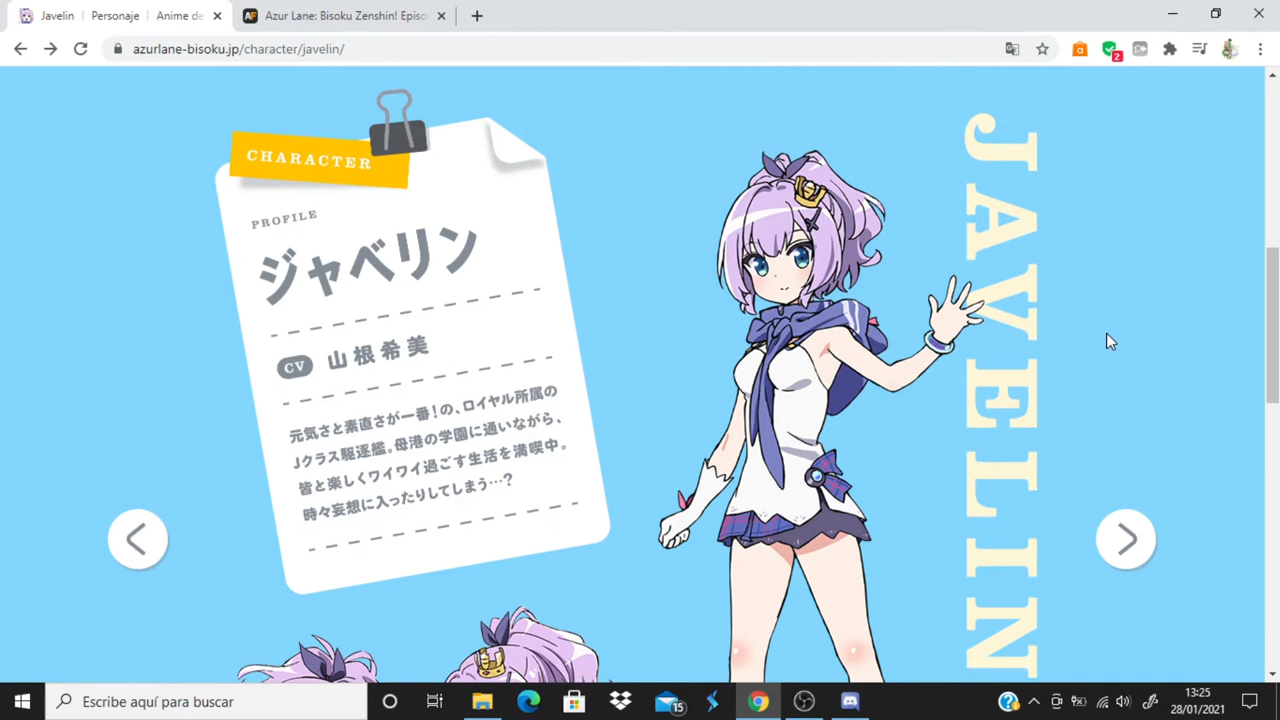 Javelin | Personaje | Anime de
Azur Lane: Bisoku Zenshin! Episo
azurlane-bisoku.jp/character/javelin/
2
CHARACTER
PROFILE
ジャベリン
CV 山根希美
元気さと素直さが一番!の、ロイヤル所属の
Jクラス駆逐艦。母港の学園に通いながら、
皆と楽しくワイワイ過ごす生活を満喫中。
時々妄想に入ったりしてしまう…?
JAVELIN
Escribe aquí para buscar
15
13:25
28/01/2021